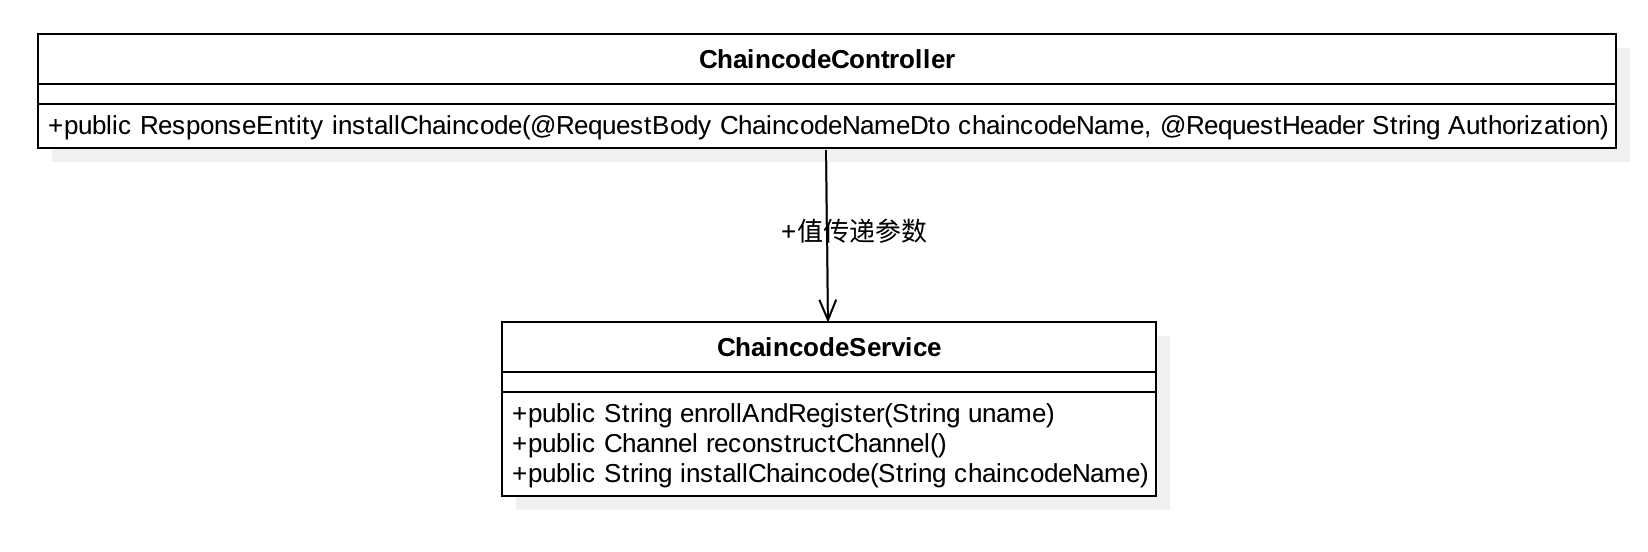 ChaincodeController
+public ResponseEntity installChaincode(@RequestBody ChaincodeNameDto chaincodeName, @RequestHeader String Authorization)
+值传递参数
ChaincodeService
+public String enrollAndRegister(String uname)
+public Channel reconstructChannel()
+public String installChaincode(String chaincodeName)